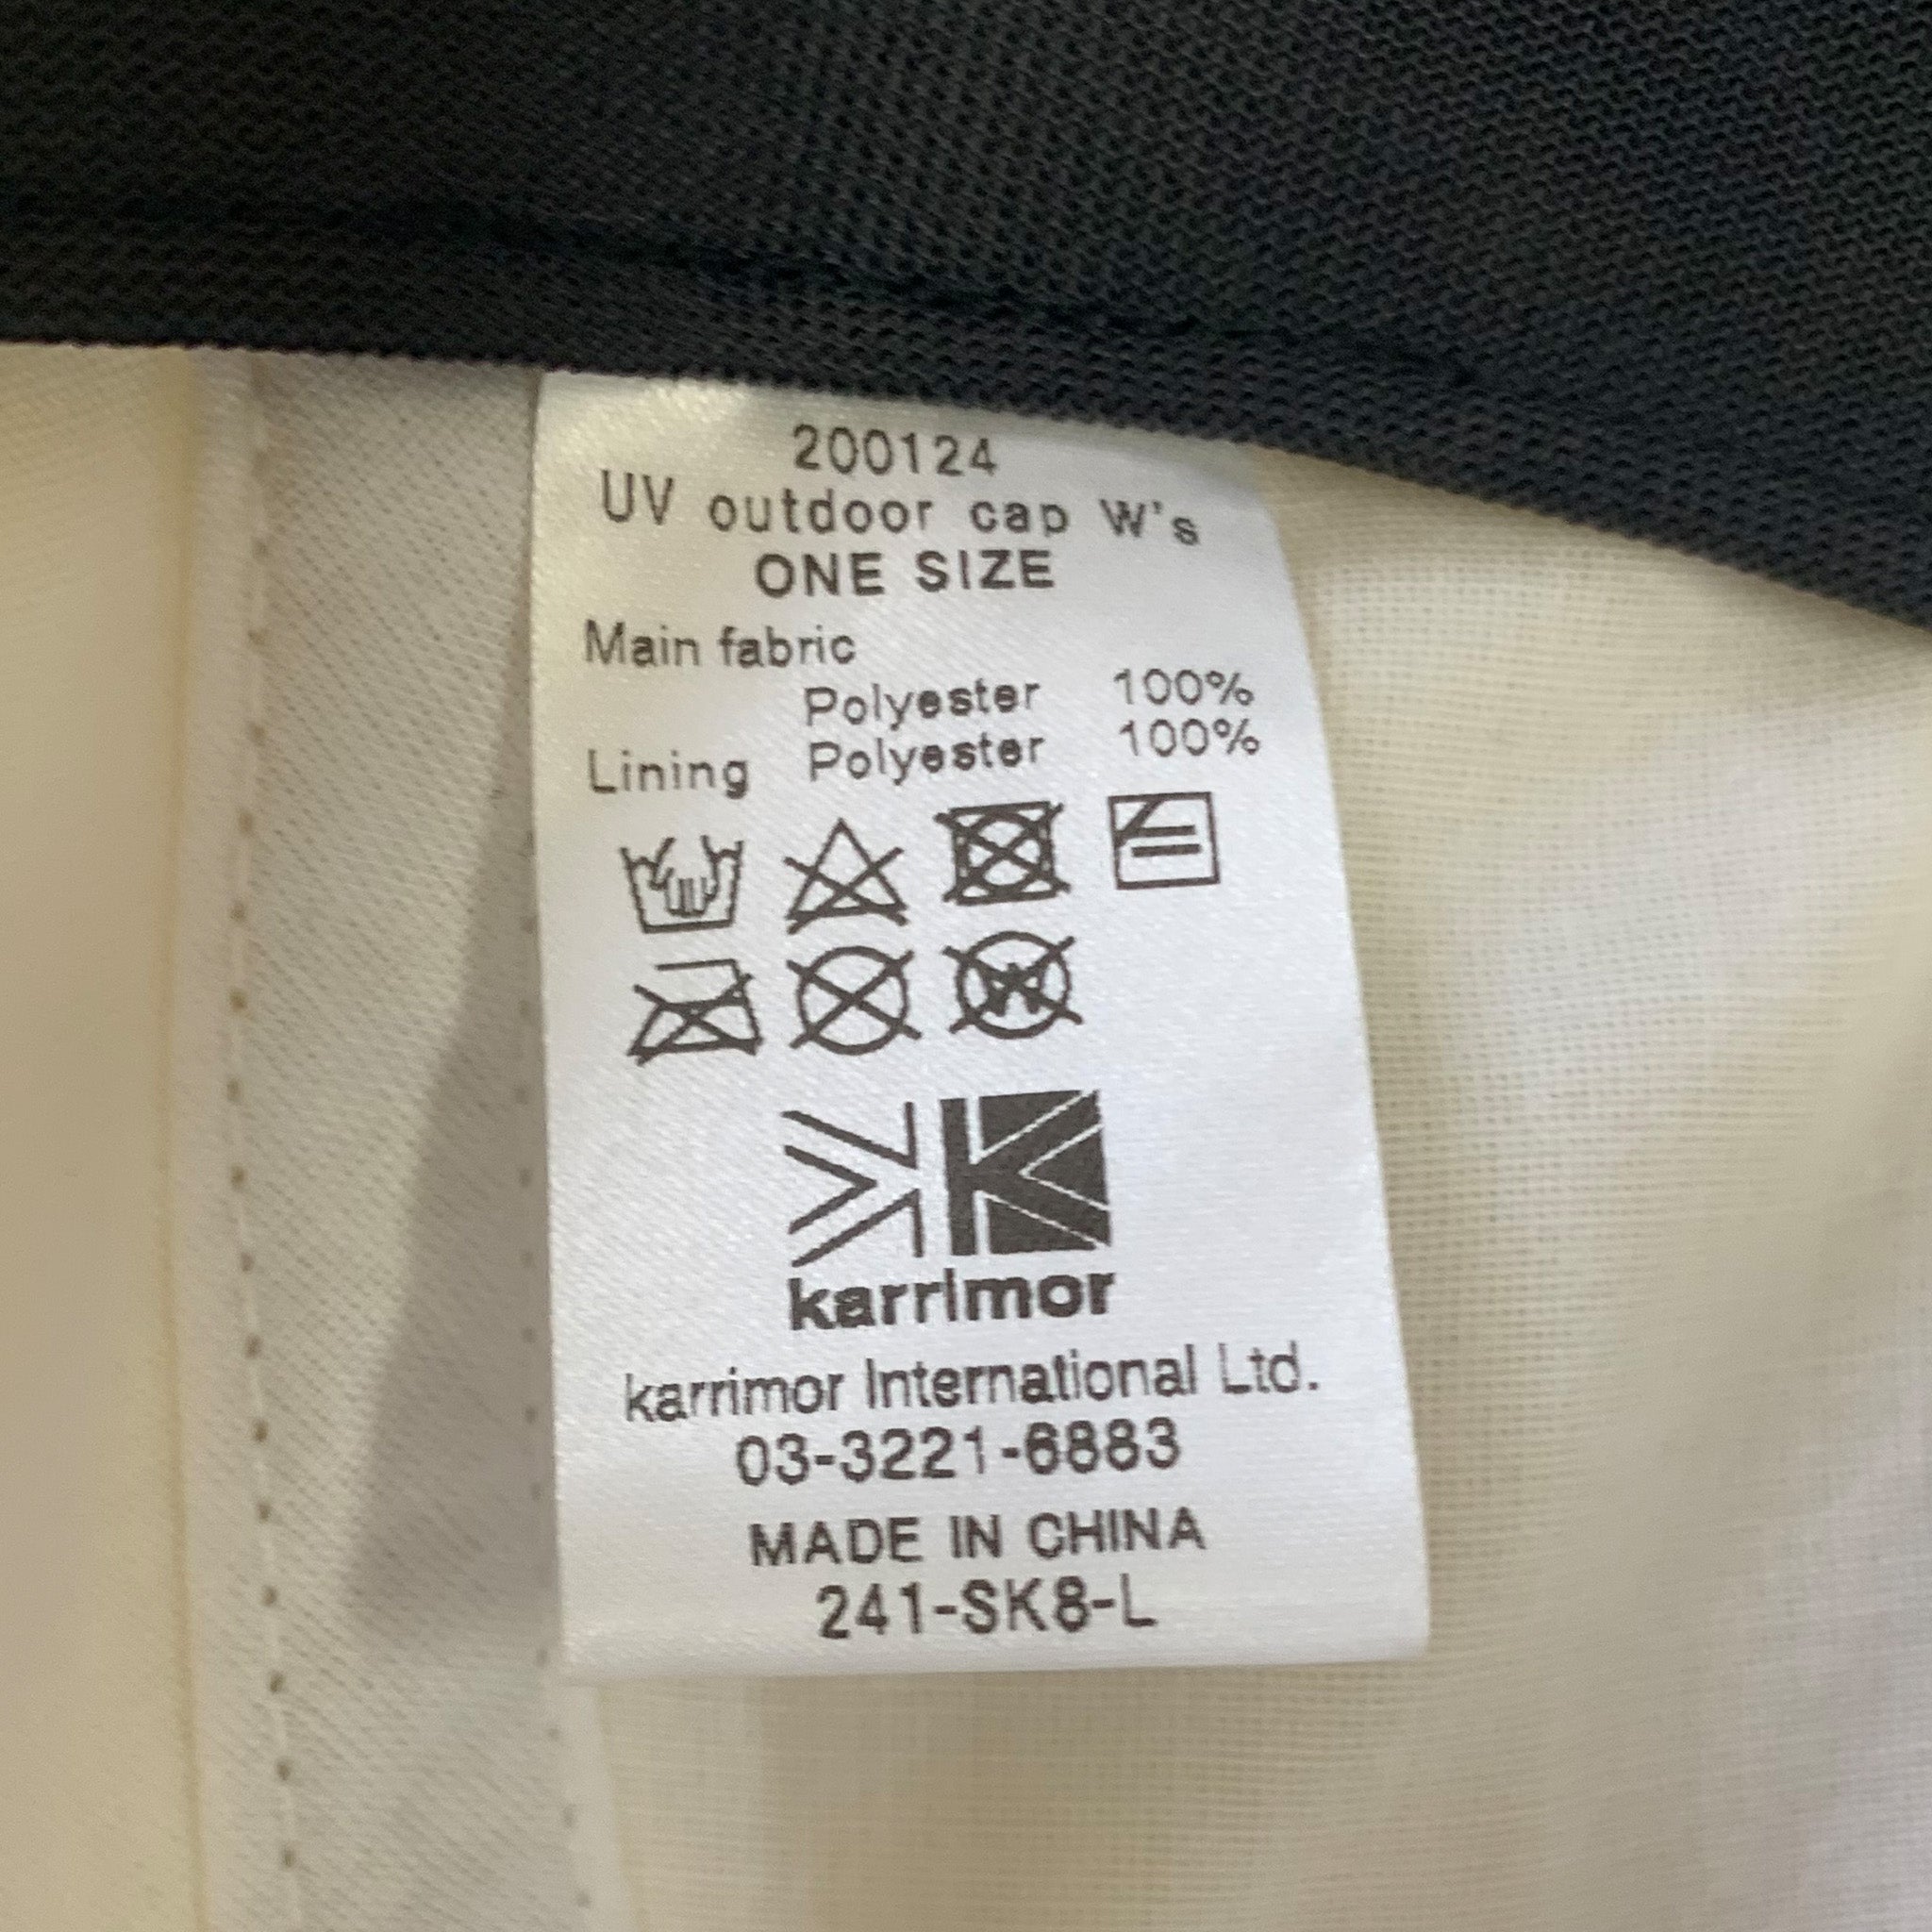 200124
UV outdoor cap W's
ONE SIZE
Main fabric
Polyester 100%
Lining Polyester 100%
W
karrimor
karrimor International Ltd.
03-3221-6883
MADE IN CHINA
241-SK8-L